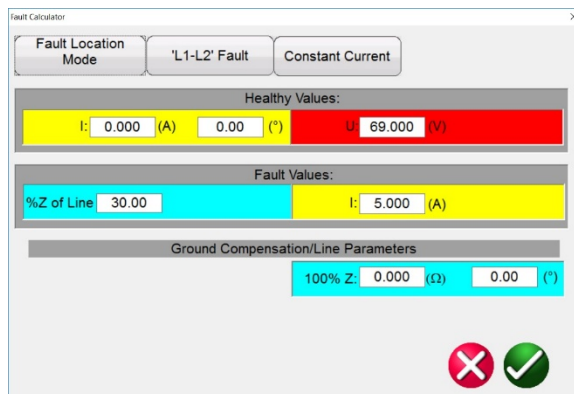 Fault Calculator
Fault Location
Mode
'L1-L2' Fault
Constant Current
Healthy Values:
I: 0.000 (A) 0.00 (°) U: 69.000 (V)
Fault Values:
%Z of Line 30.00 I: 5.000 (A)
Ground Compensation/Line Parameters
100% Z: 0.000 (Ω) 0.00 (°)